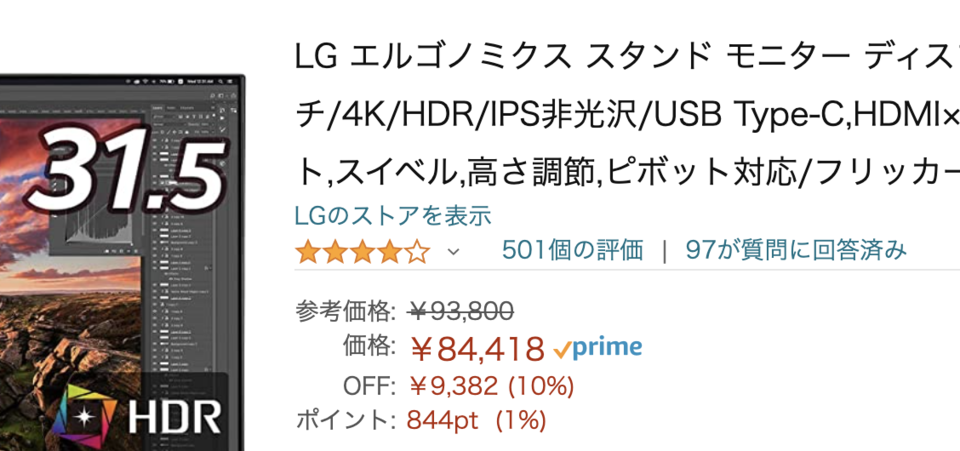 LG エルゴノミクス スタンド モニター ディス
チ/4K/HDR/IPS非光沢/USB Type-C,HDMI×
ト,スイベル,高さ調節,ピボット対応/フリッカー
LGのストアを表示
501個の評価 | 97が質問に回答済み
参考価格: ￥93,800
価格: ￥84,418 prime
OFF: ￥9,382 (10%)
ポイント: 844pt (1%)
31.5
HDR